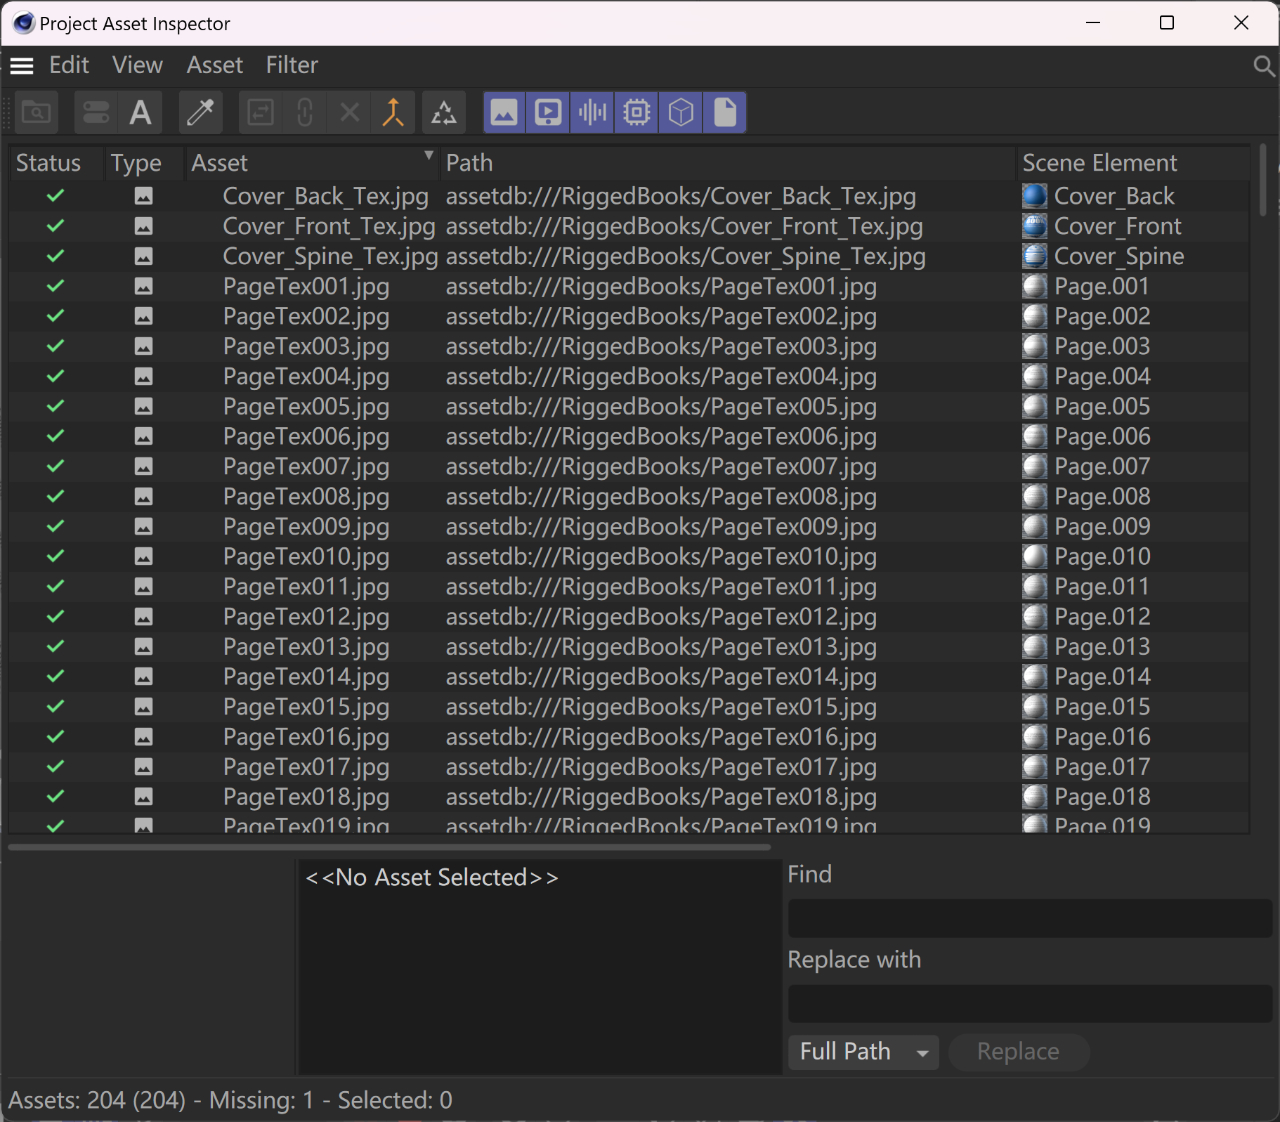 Project Asset Inspector
Edit View Asset Filter
A
Status Type Asset Path Scene Element
Cover_Back_Tex.jpg assetdb:///RiggedBooks/Cover_Back_Tex.jpg Cover_Back
Cover_Front_Tex.jpg assetdb:///RiggedBooks/Cover_Front_Tex.jpg Cover_Front
Cover_Spine_Tex.jpg assetdb:///RiggedBooks/Cover_Spine_Tex.jpg Cover_Spine
PageTex001.jpg assetdb:///RiggedBooks/PageTex001.jpg Page.001
PageTex002.jpg assetdb:///RiggedBooks/PageTex002.jpg Page.002
PageTex003.jpg assetdb:///RiggedBooks/PageTex003.jpg Page.003
PageTex004.jpg assetdb:///RiggedBooks/PageTex004.jpg Page.004
PageTex005.jpg assetdb:///RiggedBooks/PageTex005.jpg Page.005
PageTex006.jpg assetdb:///RiggedBooks/PageTex006.jpg Page.006
PageTex007.jpg assetdb:///RiggedBooks/PageTex007.jpg Page.007
PageTex008.jpg assetdb:///RiggedBooks/PageTex008.jpg Page.008
PageTex009.jpg assetdb:///RiggedBooks/PageTex009.jpg Page.009
PageTex010.jpg assetdb:///RiggedBooks/PageTex010.jpg Page.010
PageTex011.jpg assetdb:///RiggedBooks/PageTex011.jpg Page.011
PageTex012.jpg assetdb:///RiggedBooks/PageTex012.jpg Page.012
PageTex013.jpg assetdb:///RiggedBooks/PageTex013.jpg Page.013
PageTex014.jpg assetdb:///RiggedBooks/PageTex014.jpg Page.014
PageTex015.jpg assetdb:///RiggedBooks/PageTex015.jpg Page.015
PageTex016.jpg assetdb:///RiggedBooks/PageTex016.jpg Page.016
PageTex017.jpg assetdb:///RiggedBooks/PageTex017.jpg Page.017
PageTex018.jpg assetdb:///RiggedBooks/PageTex018.jpg Page.018
PageTex019.jpg assetdb:///RiggedBooks/PageTex019.jpg Page.019
<<No Asset Selected>>
Find
Replace with
Full Path Replace
Assets: 204 (204) - Missing: 1 - Selected: 0